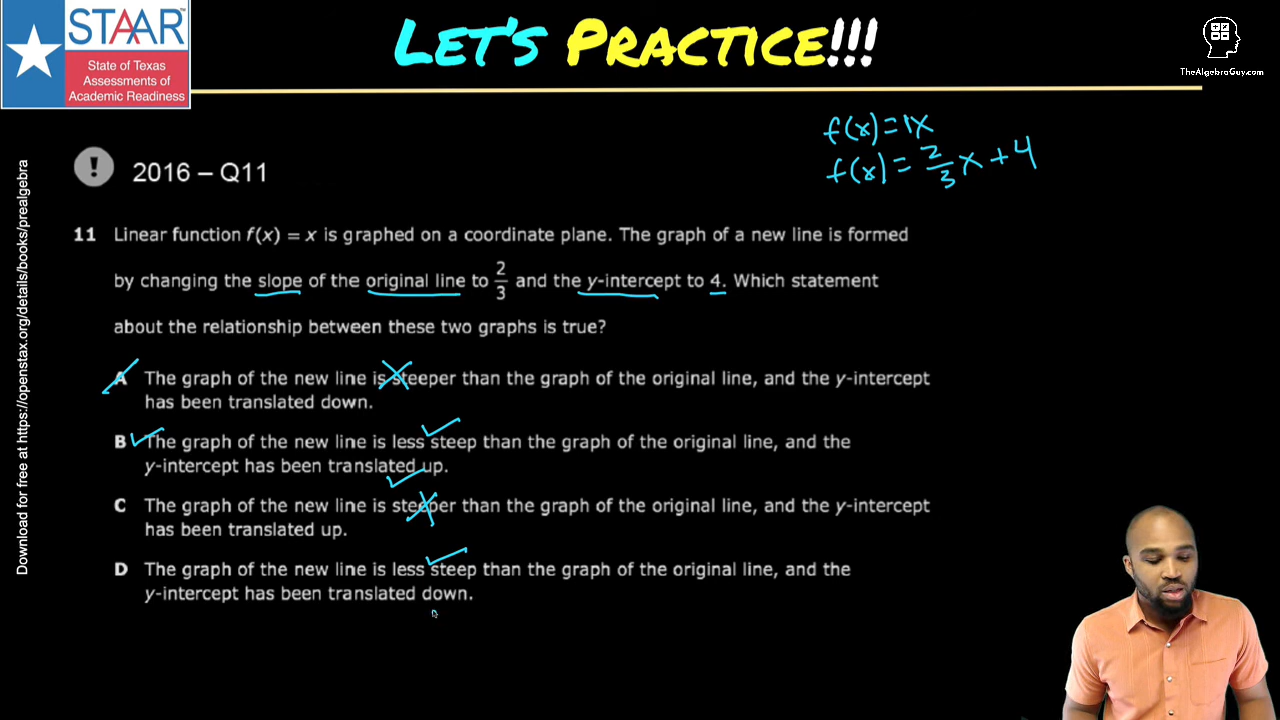 STAAR
State of Texas
Assessments of
Academic Readiness
LET'S PRACTICE!!!
TheAlgebraGuy.com
f(x)=1x
f(x) = 2/3 x + 4
Download for free at https://openstax.org/details/books/prealgebra
! 2016 – Q11
11 Linear function f(x) = x is graphed on a coordinate plane. The graph of a new line is formed
by changing the slope of the original line to 2/3 and the y-intercept to 4. Which statement
about the relationship between these two graphs is true?
A The graph of the new line is steeper than the graph of the original line, and the y-intercept
has been translated down.
B The graph of the new line is less steep than the graph of the original line, and the
y-intercept has been translated up.
C The graph of the new line is steeper than the graph of the original line, and the y-intercept
has been translated up.
D The graph of the new line is less steep than the graph of the original line, and the
y-intercept has been translated down.